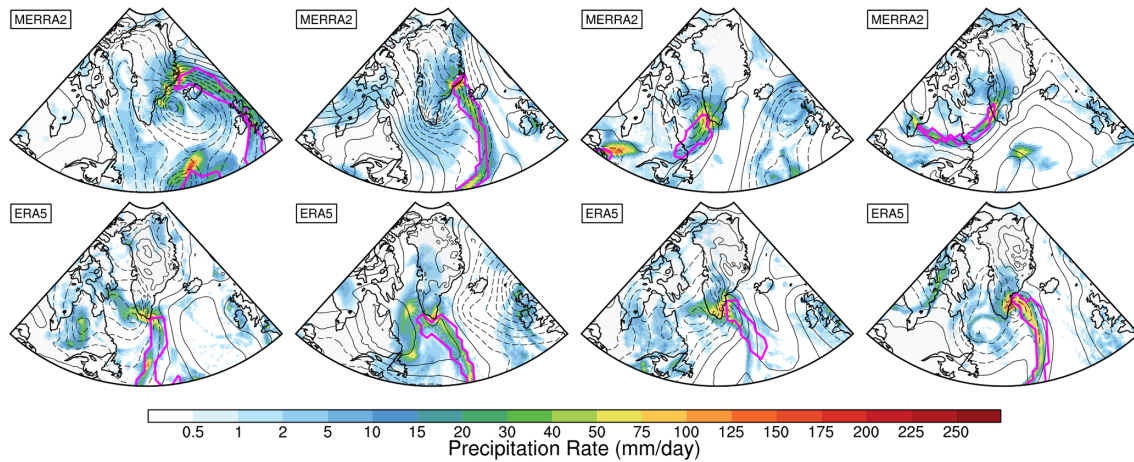 MERRA2 MERRA2 MERRA2 MERRA2
ERA5 ERA5 ERA5 ERA5
0.5 1 2 5 10 15 20 30 40 50 75 100 125 150 175 200 225 250
Precipitation Rate (mm/day)